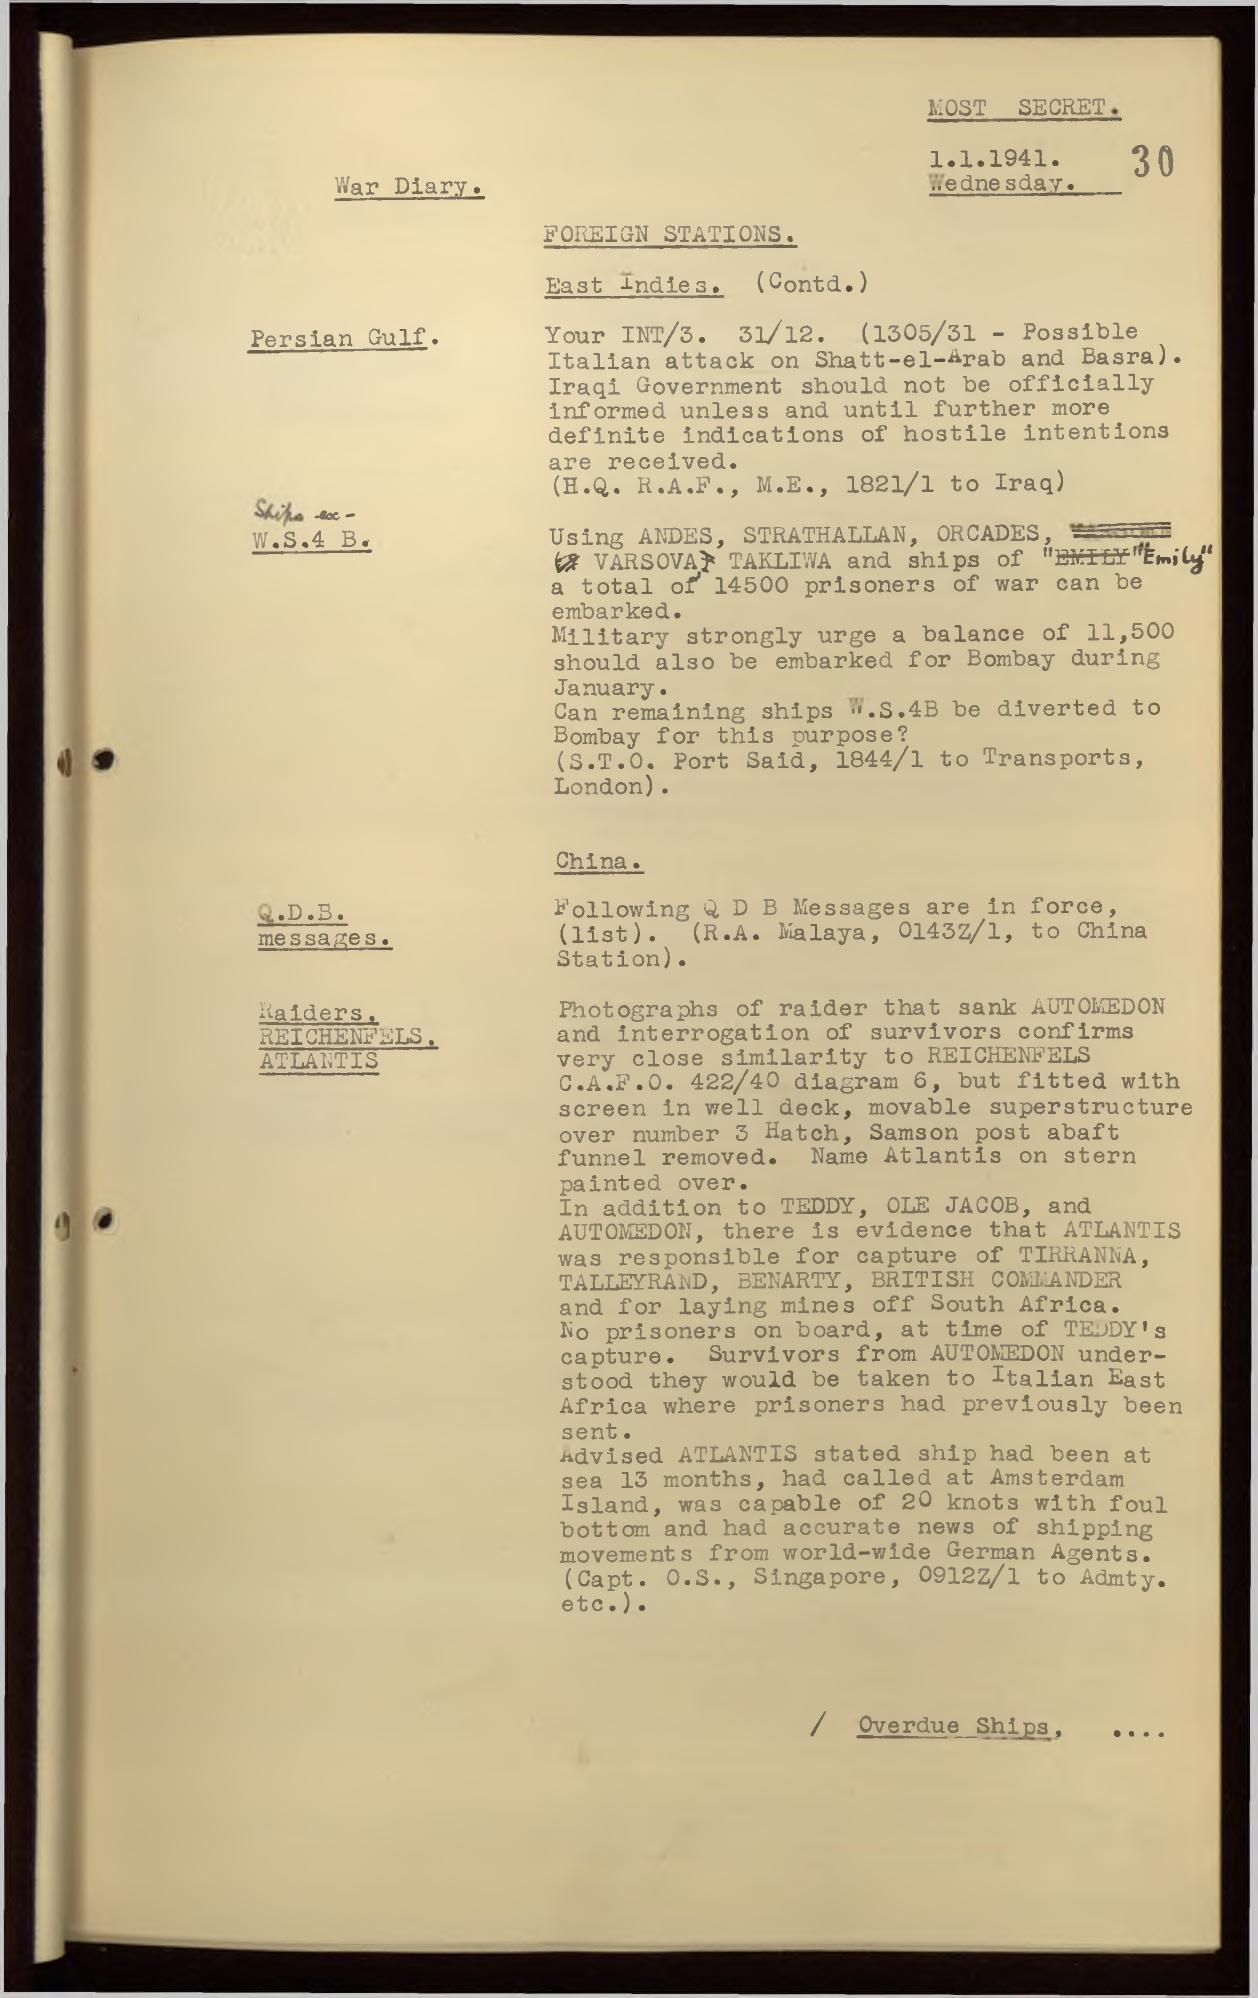 MOST SECRET.
1.1.1941.
30
War Diary.
Wednesday.
FOREIGN STATIONS.
East Indies. (Contd.)
Persian Gulf.
Your INT/3. 31/12. (1305/31 - Possible
Italian attack on Shatt-el-Arab and Basra).
Iraqi Government should not be officially
informed unless and until further more
definite indications of hostile intentions
are received.
(H.Q. R.A.F., M.E., 1821/1 to Iraq)
Ships ex-
W.S.4 B.
Using ANDES, STRATHALLAN, ORCADES,
VARSOVA, TAKLIWA and ships of "EMILY" "Emily"
a total of 14500 prisoners of war can be
embarked.
Military strongly urge a balance of 11,500
should also be embarked for Bombay during
January.
Can remaining ships W.S.4B be diverted to
Bombay for this purpose?
(S.T.O. Port Said, 1844/1 to Transports,
London).
China.
Q.D.B.
messages.
Following Q D B Messages are in force,
(list). (R.A. Malaya, 0143Z/1, to China
Station).
Raiders.
REICHENFELS.
ATLANTIS
Photographs of raider that sank AUTOMEDON
and interrogation of survivors confirms
very close similarity to REICHENFELS
C.A.F.O. 422/40 diagram 6, but fitted with
screen in well deck, movable superstructure
over number 3 Hatch, Samson post abaft
funnel removed. Name Atlantis on stern
painted over.
In addition to TEDDY, OLE JACOB, and
AUTOMEDON, there is evidence that ATLANTIS
was responsible for capture of TIRRANNA,
TALLEYRAND, BENARTY, BRITISH COMMANDER
and for laying mines off South Africa.
No prisoners on board, at time of TEDDY's
capture. Survivors from AUTOMEDON under-
stood they would be taken to Italian East
Africa where prisoners had previously been
sent.
Advised ATLANTIS stated ship had been at
sea 13 months, had called at Amsterdam
Island, was capable of 20 knots with foul
bottom and had accurate news of shipping
movements from world-wide German Agents.
(Capt. O.S., Singapore, 0912Z/1 to Admty.
etc.).
/ Overdue Ships, ....